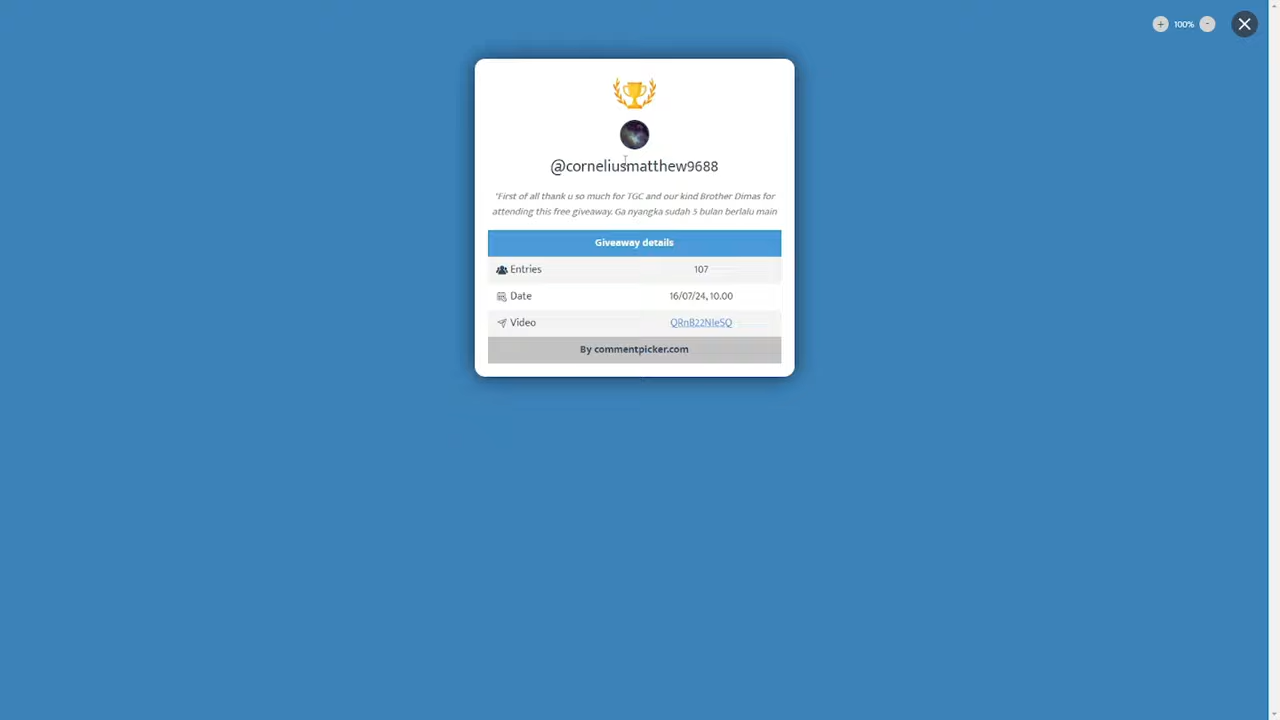 + 100% -
@corneliusmatthew9688
"First of all thank u so much for TGC and our kind Brother Dimas for
attending this free giveaway. Ga nyangka sudah 5 bulan berlalu main
Giveaway details
Entries 107
Date 16/07/24, 10.00
Video QRnB22NIeSQ
By commentpicker.com